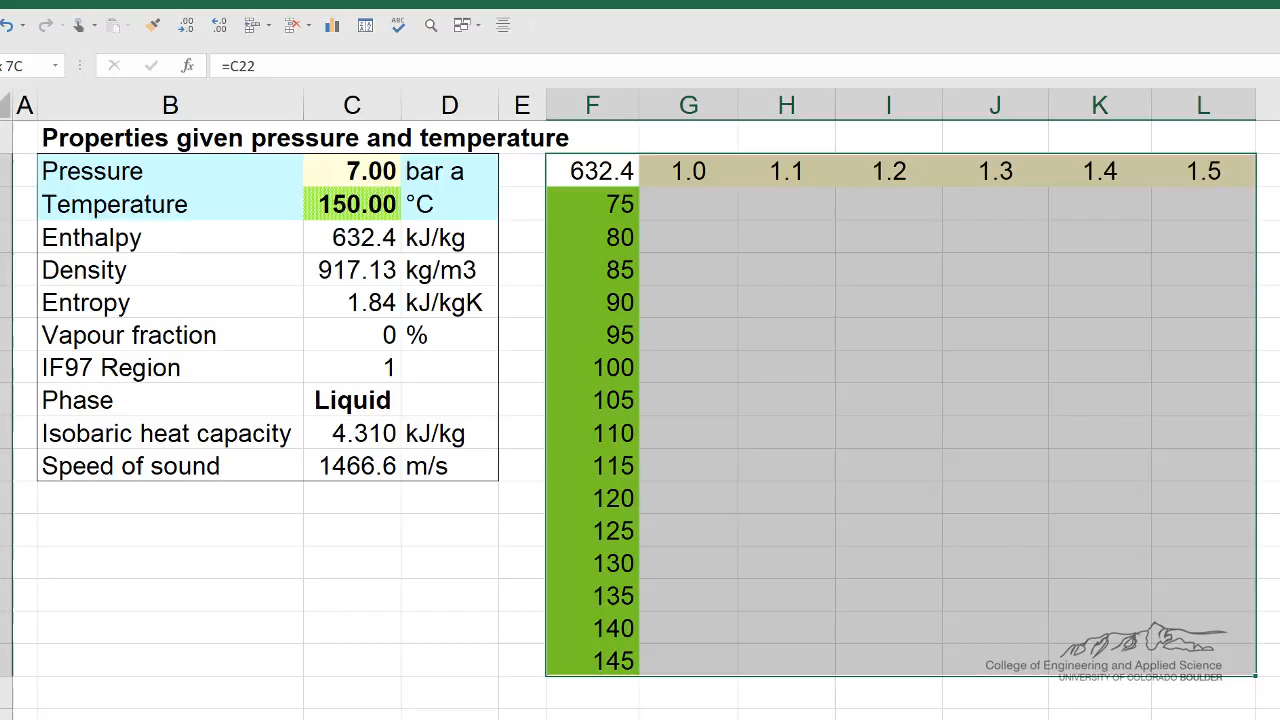 x 7C =C22
A B C D E F G H I J K L
Properties given pressure and temperature
Pressure 7.00 bar a 632.4 1.0 1.1 1.2 1.3 1.4 1.5
Temperature 150.00 °C 75
Enthalpy 632.4 kJ/kg 80
Density 917.13 kg/m3 85
Entropy 1.84 kJ/kgK 90
Vapour fraction 0 % 95
IF97 Region 1 100
Phase Liquid 105
Isobaric heat capacity 4.310 kJ/kg 110
Speed of sound 1466.6 m/s 115
120
125
130
135
140
145
College of Engineering and Applied Science
UNIVERSITY OF COLORADO BOULDER